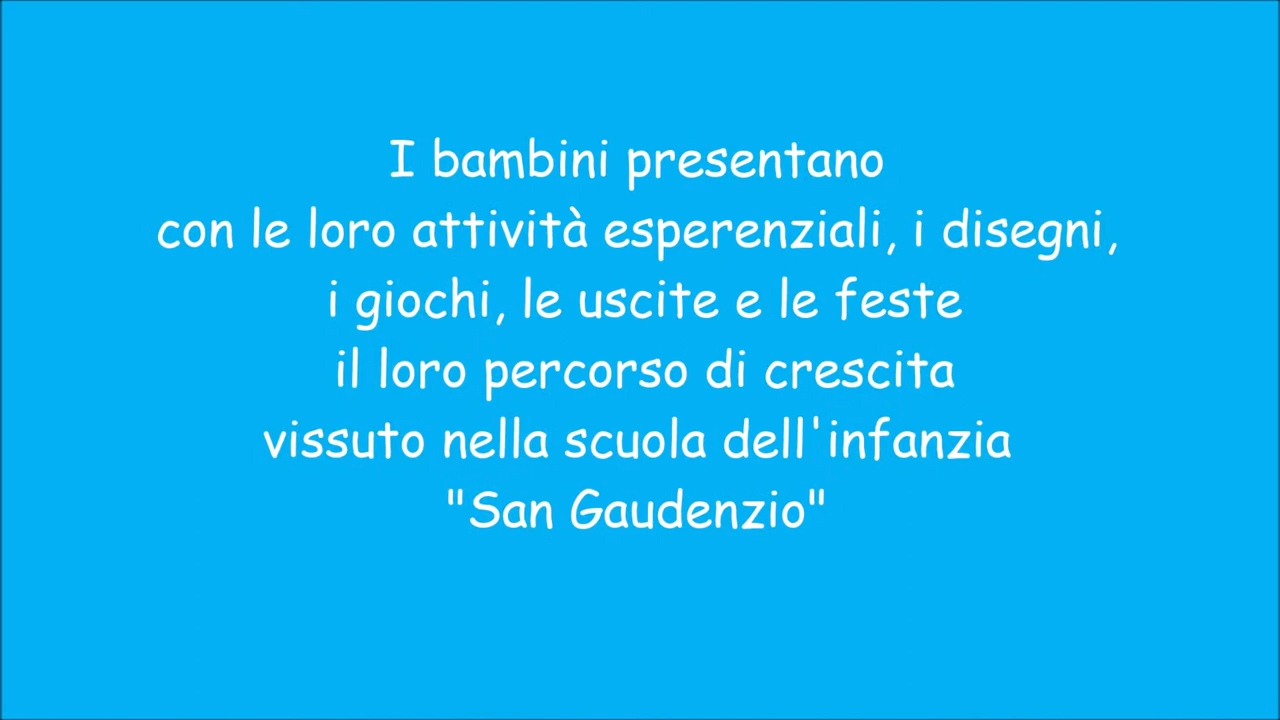 I bambini presentano
con le loro attività esperenziali, i disegni,
i giochi, le uscite e le feste
il loro percorso di crescita
vissuto nella scuola dell'infanzia
"San Gaudenzio"